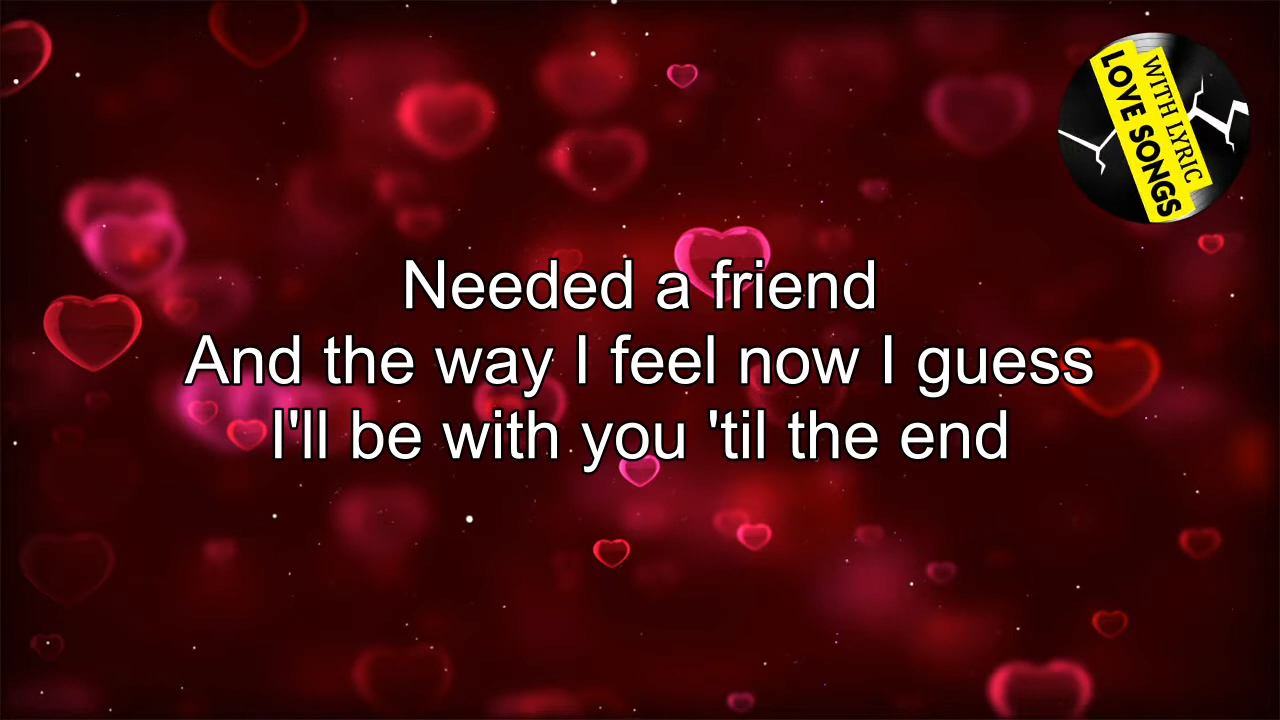 WITH LYRIC
LOVE SONGS
Needed a friend
And the way I feel now I guess
I'll be with you 'til the end